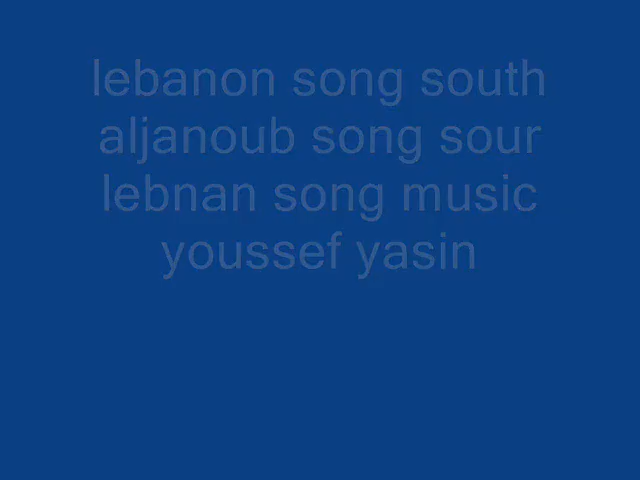 lebanon song south
aljanoub song sour
lebnan song music
youssef yasin